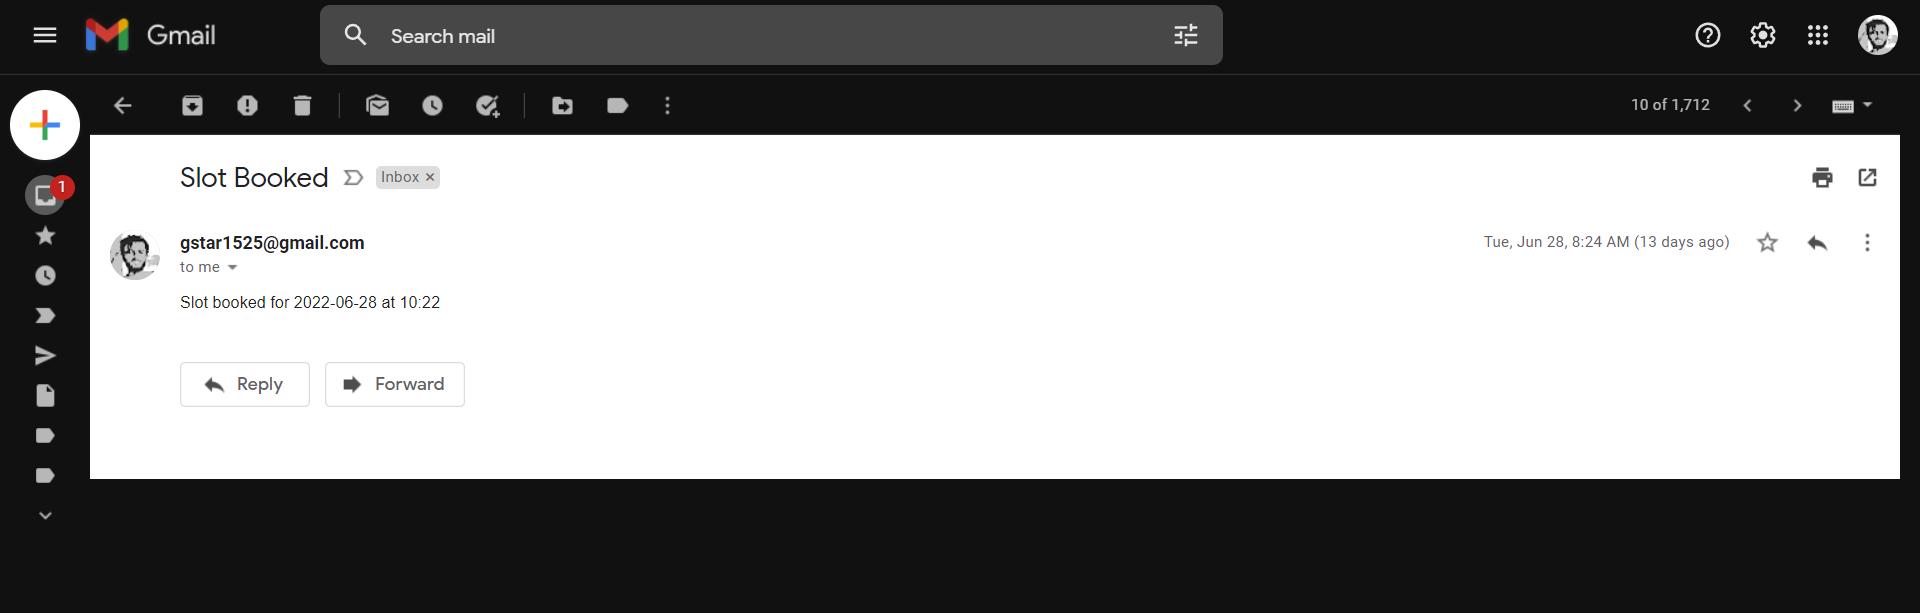 Gmail
Search mail
10 of 1,712
1
Slot Booked
Inbox ×
gstar1525@gmail.com
Tue, Jun 28, 8:24 AM (13 days ago)
to me
Slot booked for 2022-06-28 at 10:22
Reply
Forward